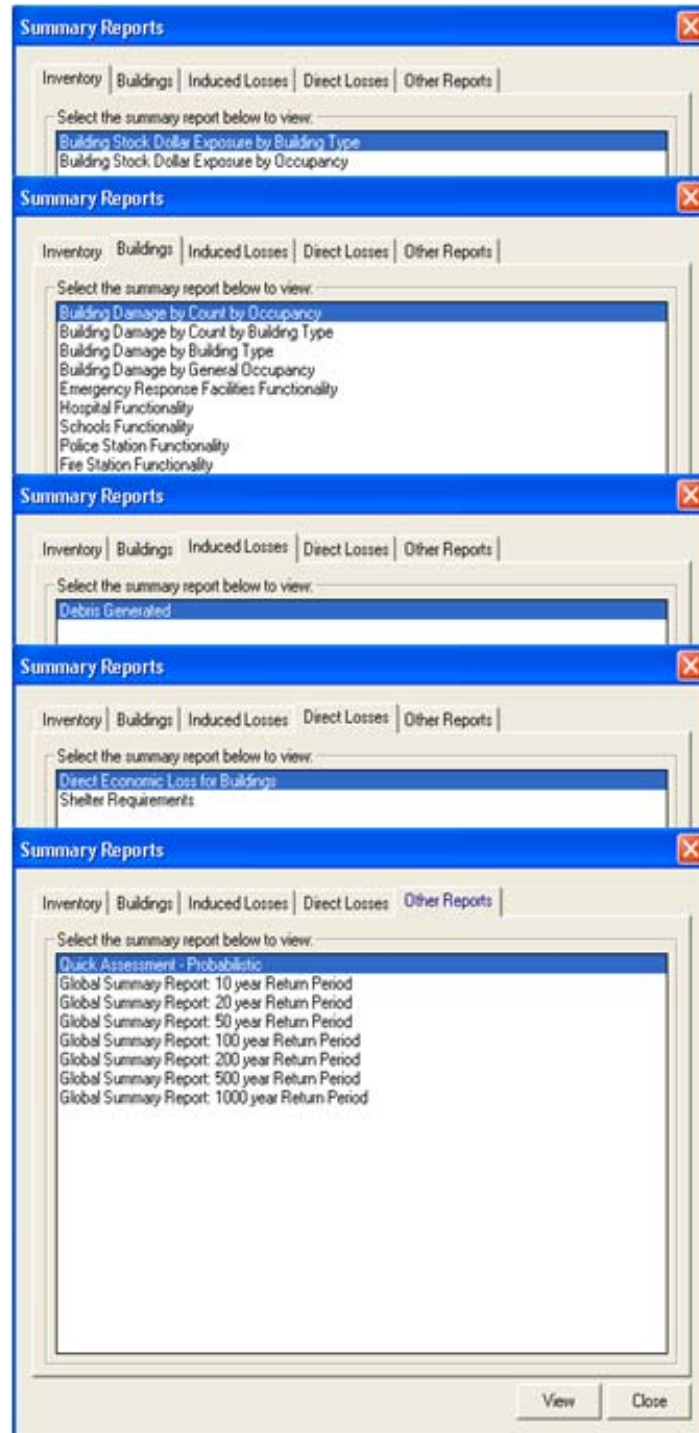 Summary Reports
Inventory Buildings Induced Losses Direct Losses Other Reports
Select the summary report below to view:
Building Stock Dollar Exposure by Building Type
Building Stock Dollar Exposure by Occupancy
Summary Reports
Inventory Buildings Induced Losses Direct Losses Other Reports
Select the summary report below to view:
Building Damage by Count by Occupancy
Building Damage by Count by Building Type
Building Damage by Building Type
Building Damage by General Occupancy
Emergency Response Facilities Functionality
Hospital Functionality
Schools Functionality
Police Station Functionality
Fire Station Functionality
Summary Reports
Inventory Buildings Induced Losses Direct Losses Other Reports
Select the summary report below to view:
Debris Generated
Summary Reports
Inventory Buildings Induced Losses Direct Losses Other Reports
Select the summary report below to view:
Direct Economic Loss for Buildings
Shelter Requirements
Summary Reports
Inventory Buildings Induced Losses Direct Losses Other Reports
Select the summary report below to view:
Quick Assessment - Probabilistic
Global Summary Report: 10 year Return Period
Global Summary Report: 20 year Return Period
Global Summary Report: 50 year Return Period
Global Summary Report: 100 year Return Period
Global Summary Report: 200 year Return Period
Global Summary Report: 500 year Return Period
Global Summary Report: 1000 year Return Period
View Close